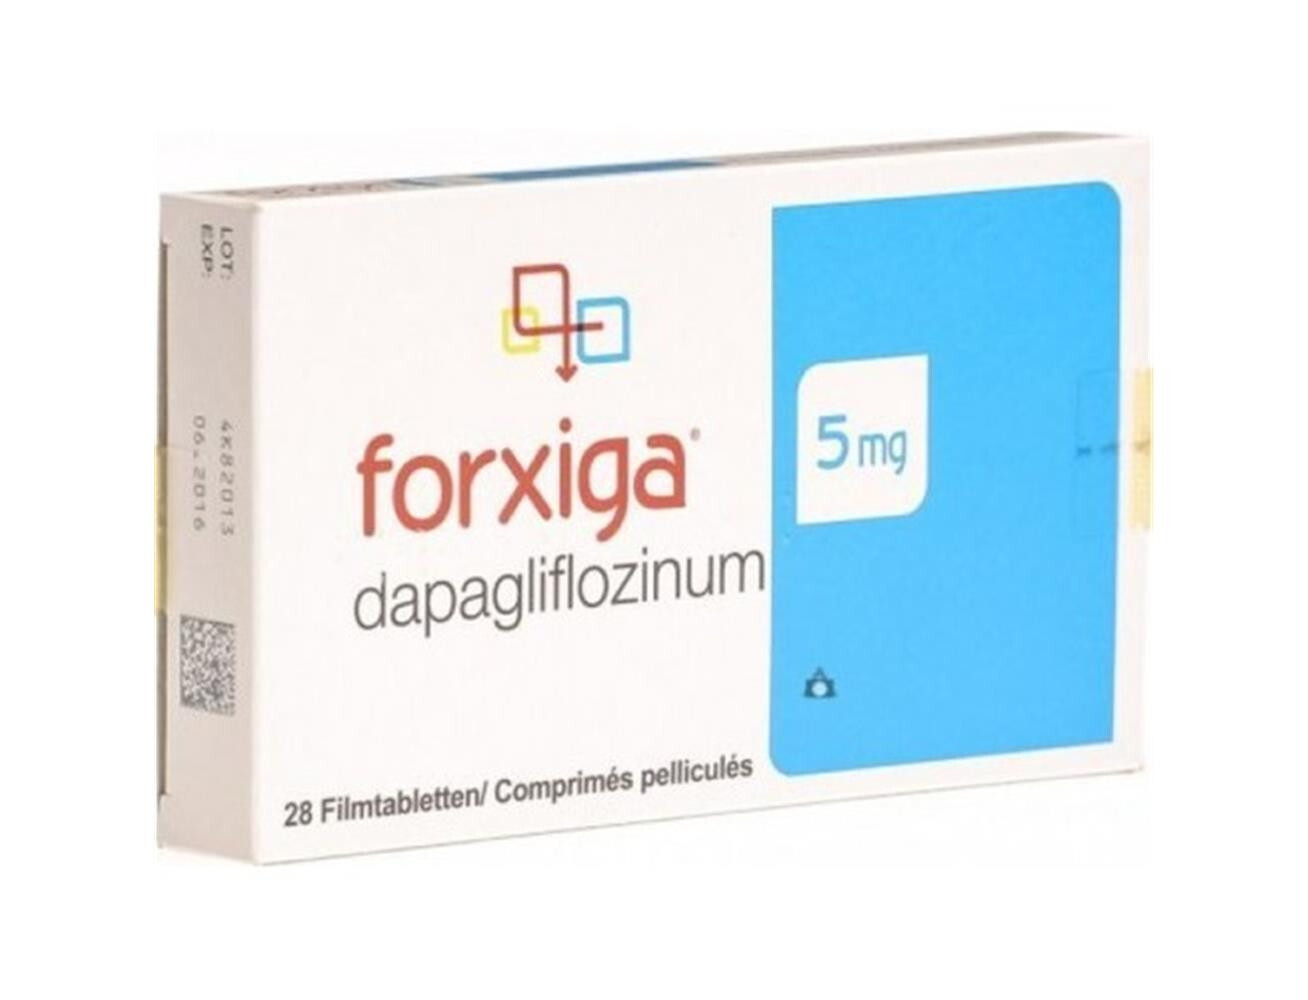 forxiga®
dapagliflozinum
5 mg
28 Filmtabletten/ Comprimés pelliculés
LOT: 4K82013
EXP: 06.2016